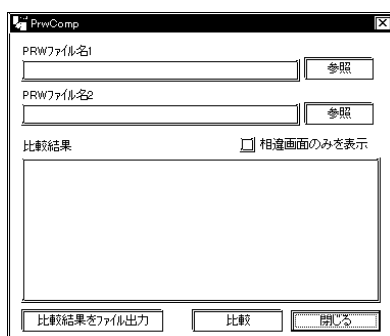 PrwComp
PRWﾌｧｲﾙ名1
参照
PRWﾌｧｲﾙ名2
参照
比較結果
相違画面のみを表示
比較結果をﾌｧｲﾙ出力
比較
閉じる